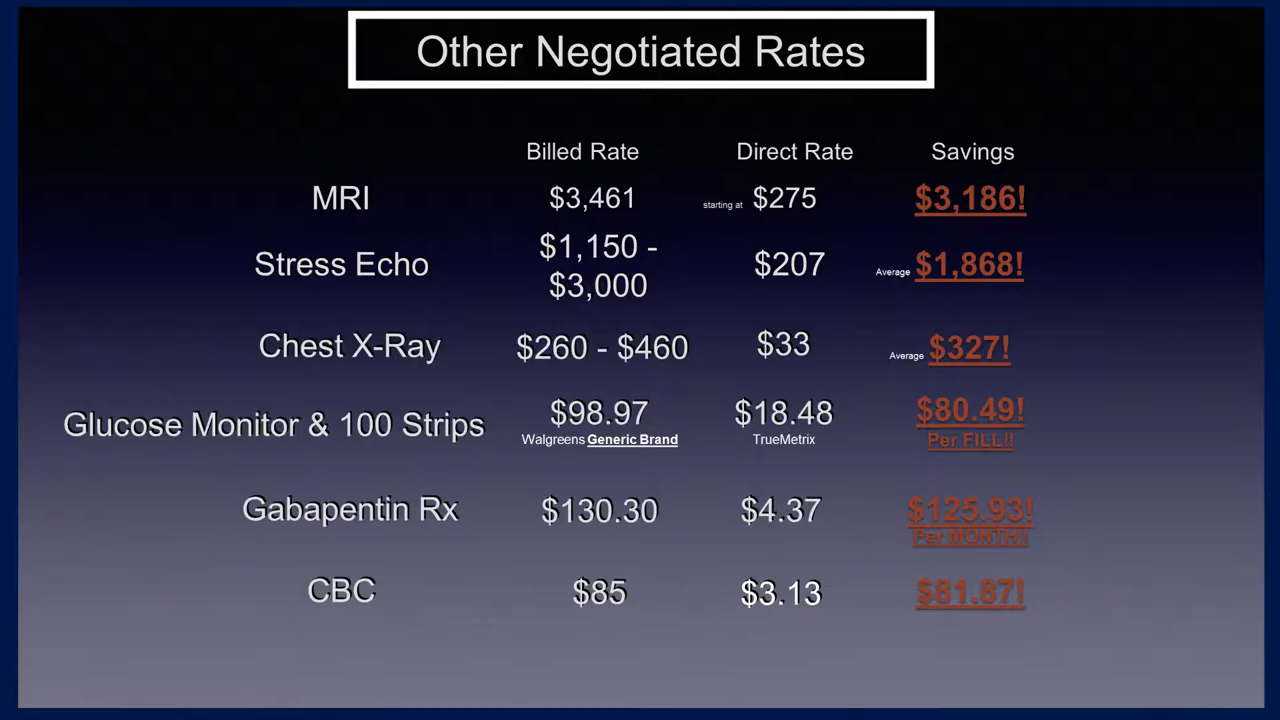 Other Negotiated Rates
Billed Rate Direct Rate Savings
MRI $3,461 starting at $275 $3,186!
Stress Echo $1,150 - $3,000 $207 Average $1,868!
Chest X-Ray $260 - $460 $33 Average $327!
Glucose Monitor & 100 Strips $98.97 $18.48 $80.49!
Walgreens Generic Brand TrueMetrix Per FILL!!
Gabapentin Rx $130.30 $4.37 $125.93!
Per MONTH!!
CBC $85 $3.13 $81.87!